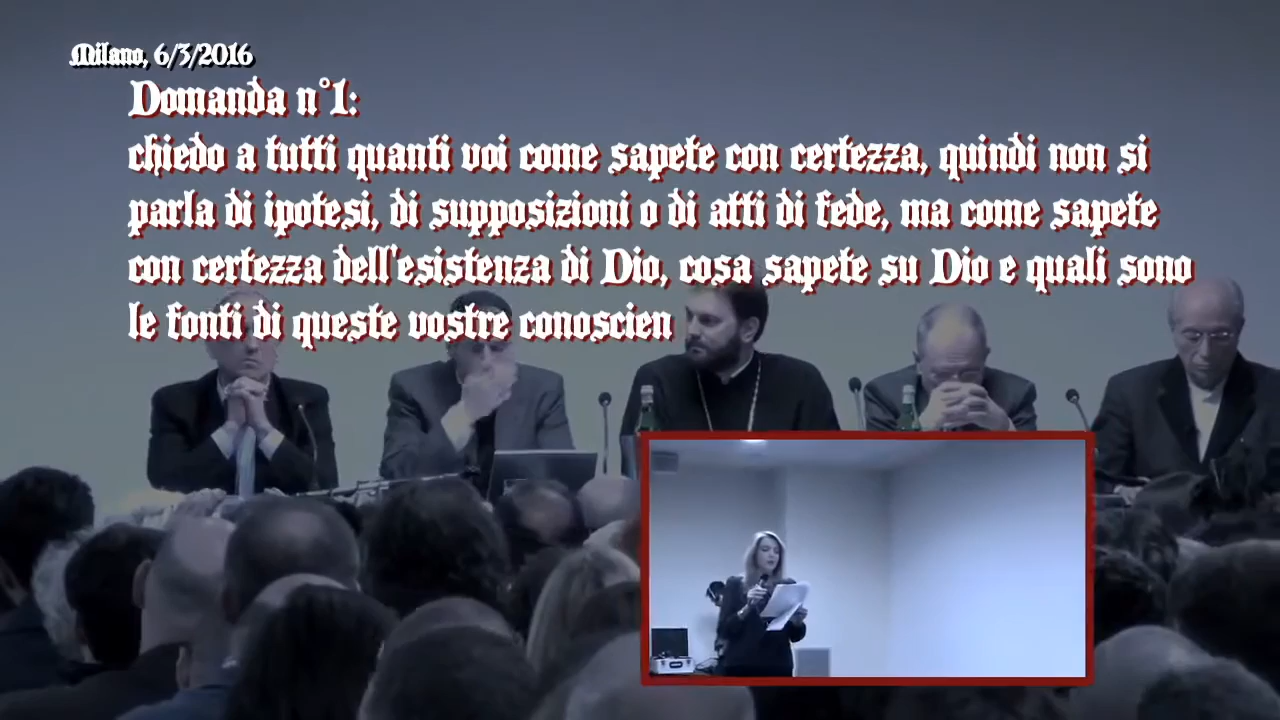 Milano, 6/3/2016
Domanda n°1:
chiedo a tutti quanti voi come sapete con certezza, quindi non si
parla di ipotesi, di supposizioni o di atti di fede, ma come sapete
con certezza dell'esistenza di Dio, cosa sapete su Dio e quali sono
le fonti di queste vostre conoscien